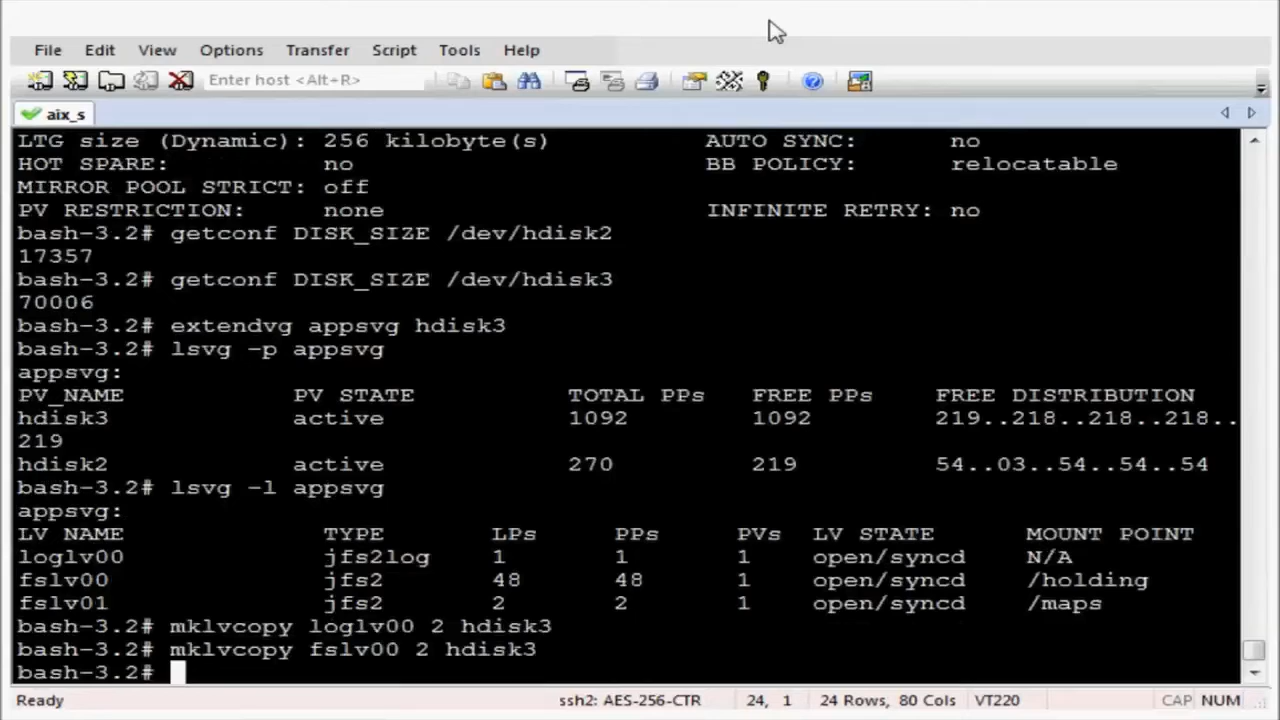 File Edit View Options Transfer Script Tools Help
Enter host <Alt+R>
aix_s
LTG size (Dynamic): 256 kilobyte(s) AUTO SYNC: no
HOT SPARE: no BB POLICY: relocatable
MIRROR POOL STRICT: off
PV RESTRICTION: none INFINITE RETRY: no
bash-3.2# getconf DISK_SIZE /dev/hdisk2
17357
bash-3.2# getconf DISK_SIZE /dev/hdisk3
70006
bash-3.2# extendvg appsvg hdisk3
bash-3.2# lsvg -p appsvg
appsvg:
PV_NAME PV STATE TOTAL PPs FREE PPs FREE DISTRIBUTION
hdisk3 active 1092 1092 219..218..218..218..
219
hdisk2 active 270 219 54..03..54..54..54
bash-3.2# lsvg -l appsvg
appsvg:
LV NAME TYPE LPs PPs PVs LV STATE MOUNT POINT
loglv00 jfs2log 1 1 1 open/syncd N/A
fslv00 jfs2 48 48 1 open/syncd /holding
fslv01 jfs2 2 2 1 open/syncd /maps
bash-3.2# mklvcopy loglv00 2 hdisk3
bash-3.2# mklvcopy fslv00 2 hdisk3
bash-3.2#
Ready ssh2: AES-256-CTR 24, 1 24 Rows, 80 Cols VT220 CAP NUM